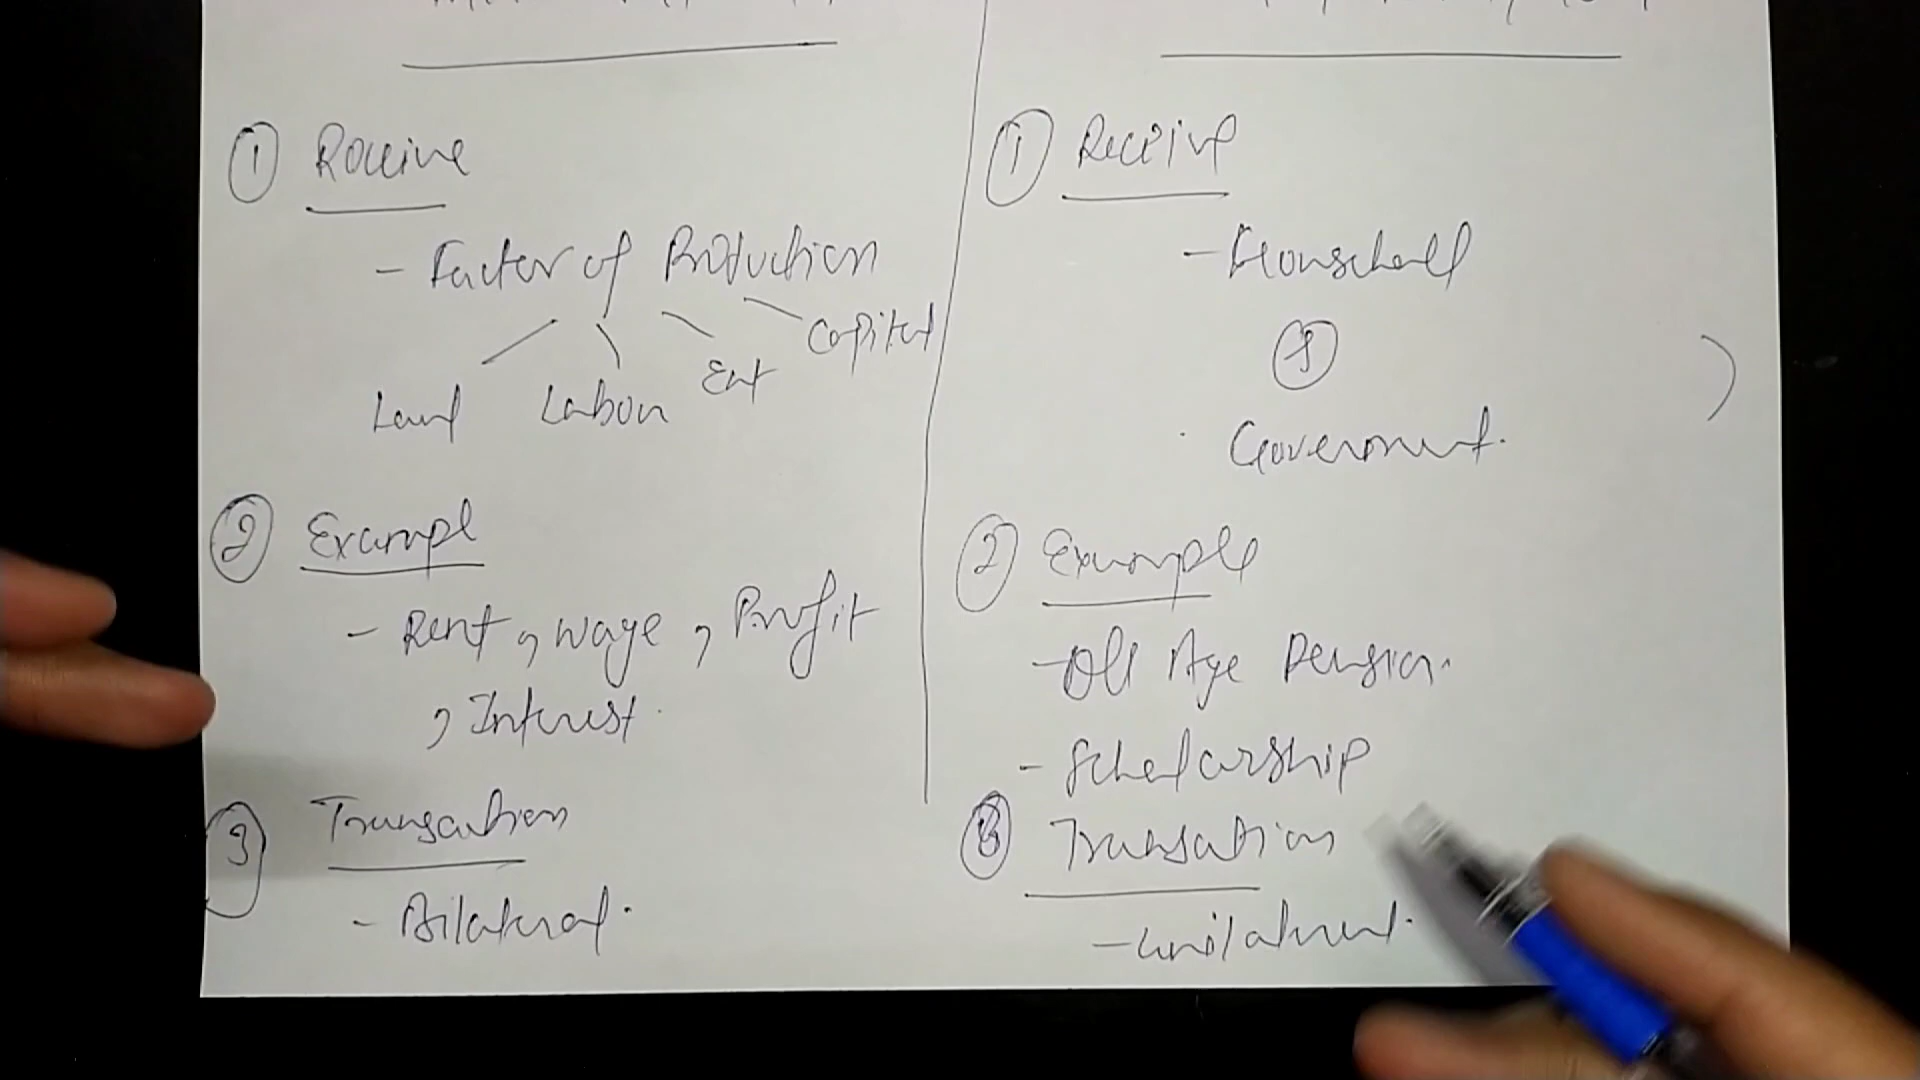 ① Receive
- Factor of Production
Land Labour Ent Capital
② Exampl
- Rent, wage, Profit
, Interest.
③ Transaction
- Bilateral.
① Receive
- Household
Government.
② Example
- Old Age Pension.
- Scholarship
③ Transaction
- unilateral.